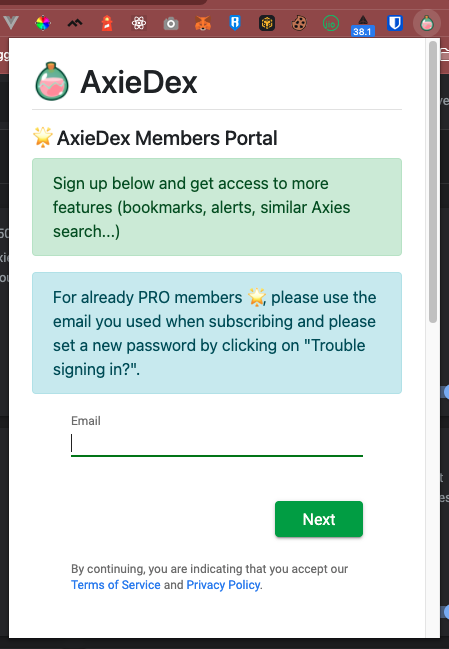 38.1
AxieDex
AxieDex Members Portal
Sign up below and get access to more
features (bookmarks, alerts, similar Axies
search...)
For already PRO members 🌟, please use the
email you used when subscribing and please
set a new password by clicking on "Trouble
signing in?".
Email
Next
By continuing, you are indicating that you accept our
Terms of Service and Privacy Policy.